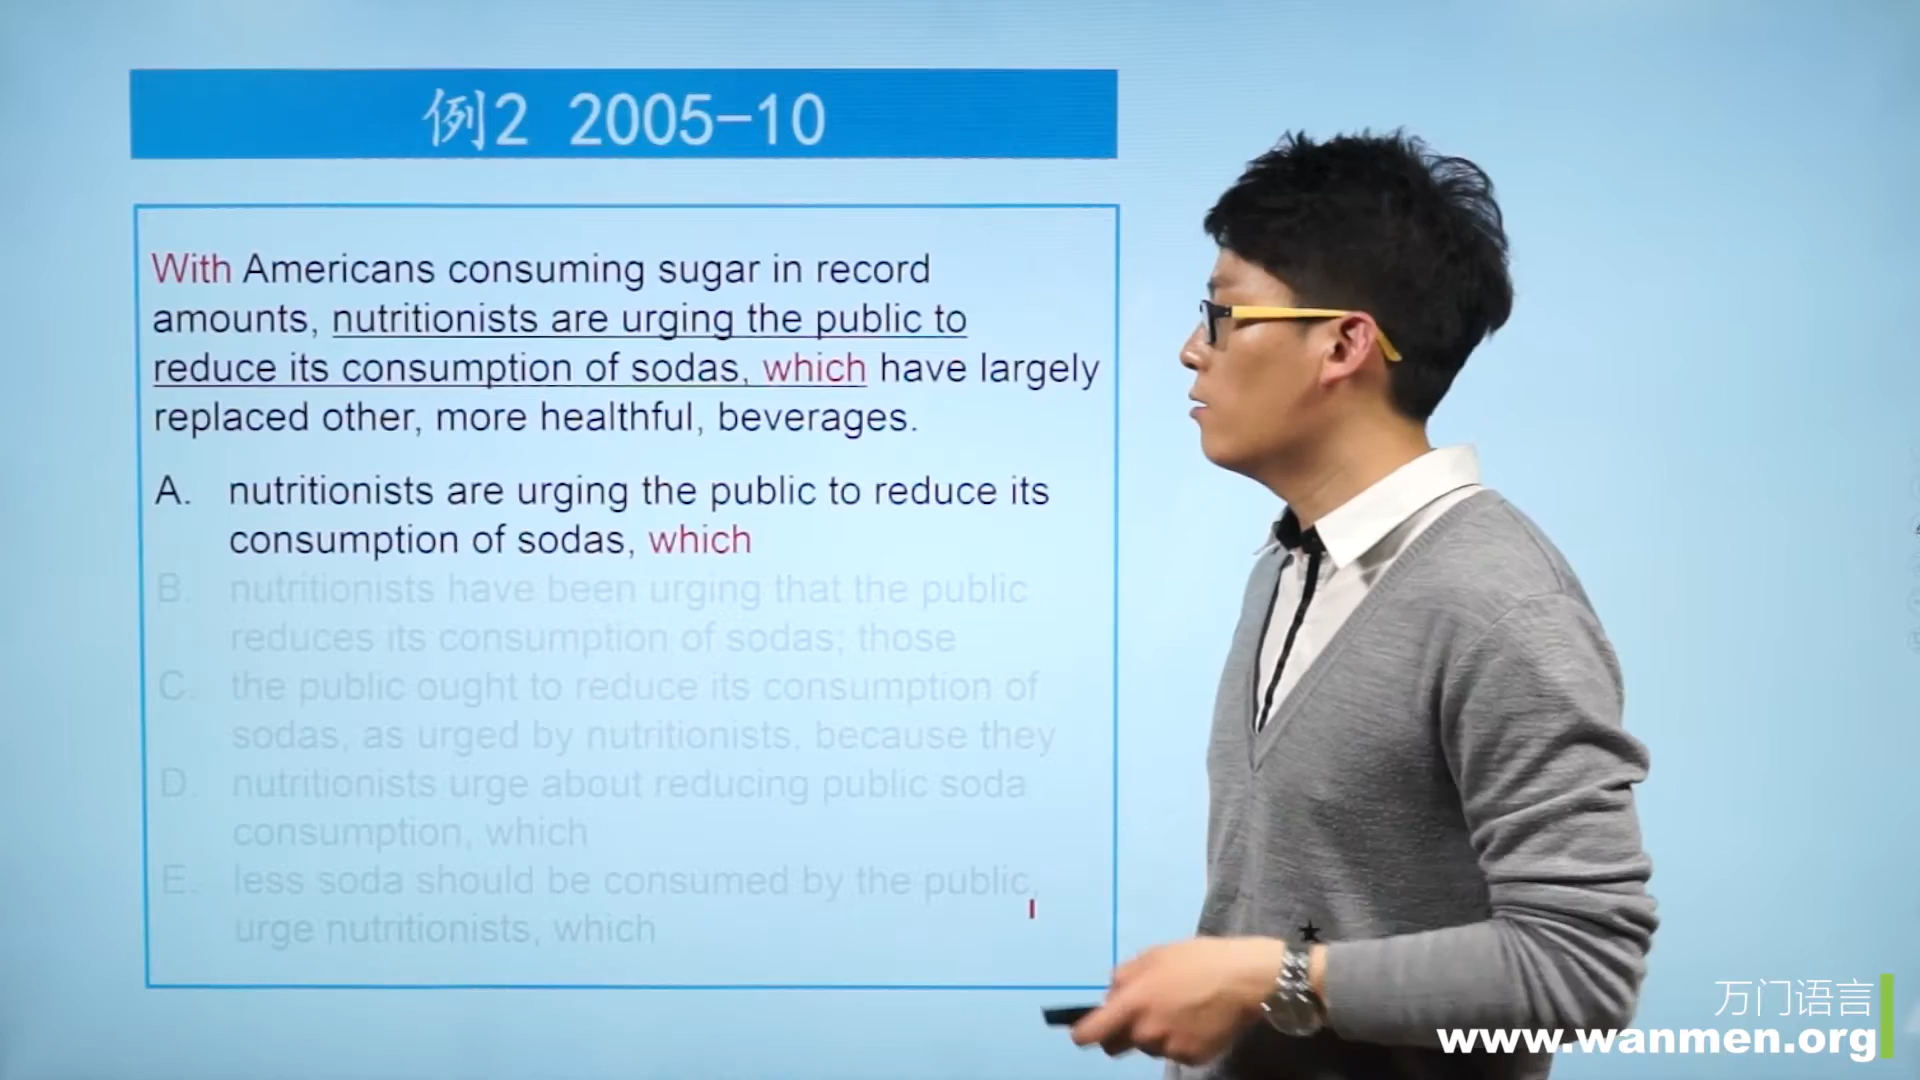 例2 2005-10
With Americans consuming sugar in record
amounts, nutritionists are urging the public to
reduce its consumption of sodas, which have largely
replaced other, more healthful, beverages.
A. nutritionists are urging the public to reduce its
consumption of sodas, which
B. nutritionists have been urging that the public
reduces its consumption of sodas; those
C. the public ought to reduce its consumption of
sodas, as urged by nutritionists, because they
D. nutritionists urge about reducing public soda
consumption, which
E. less soda should be consumed by the public,
urge nutritionists, which
万门语言
www.wanmen.org